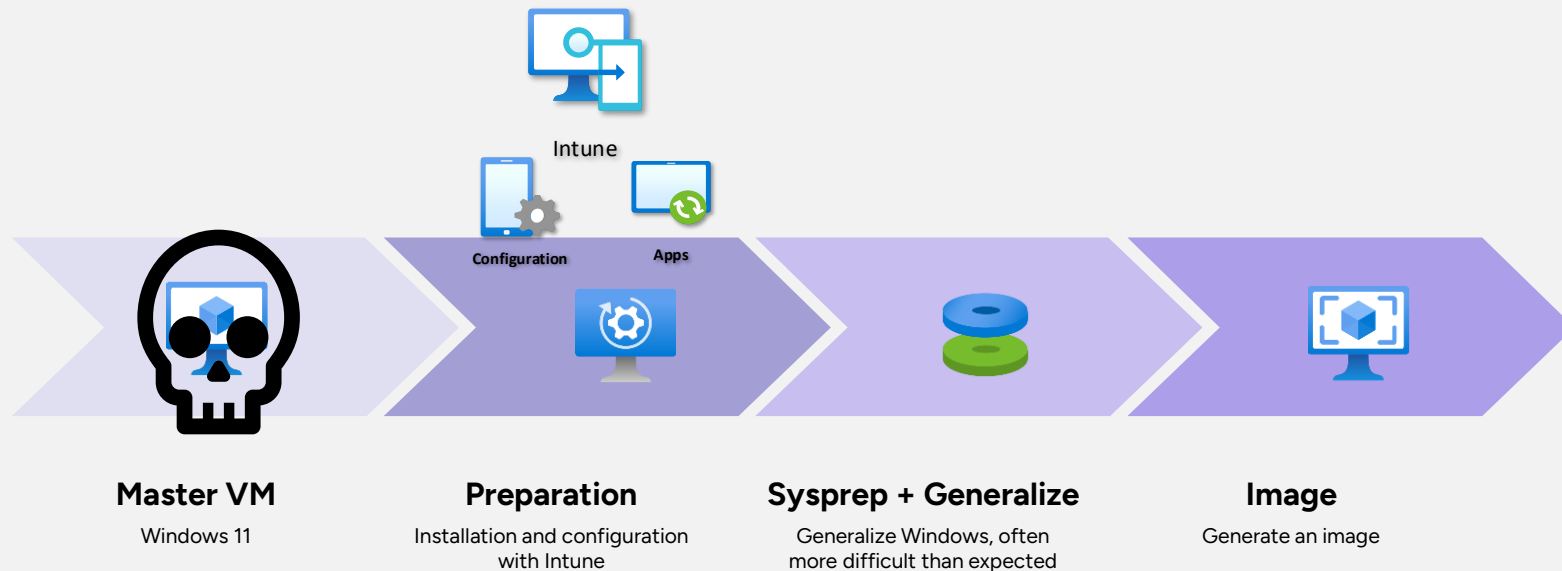 Intune
Configuration
Apps
Master VM
Windows 11
Preparation
Installation and configuration
with Intune
Sysprep + Generalize
Generalize Windows, often
more difficult than expected
Image
Generate an image